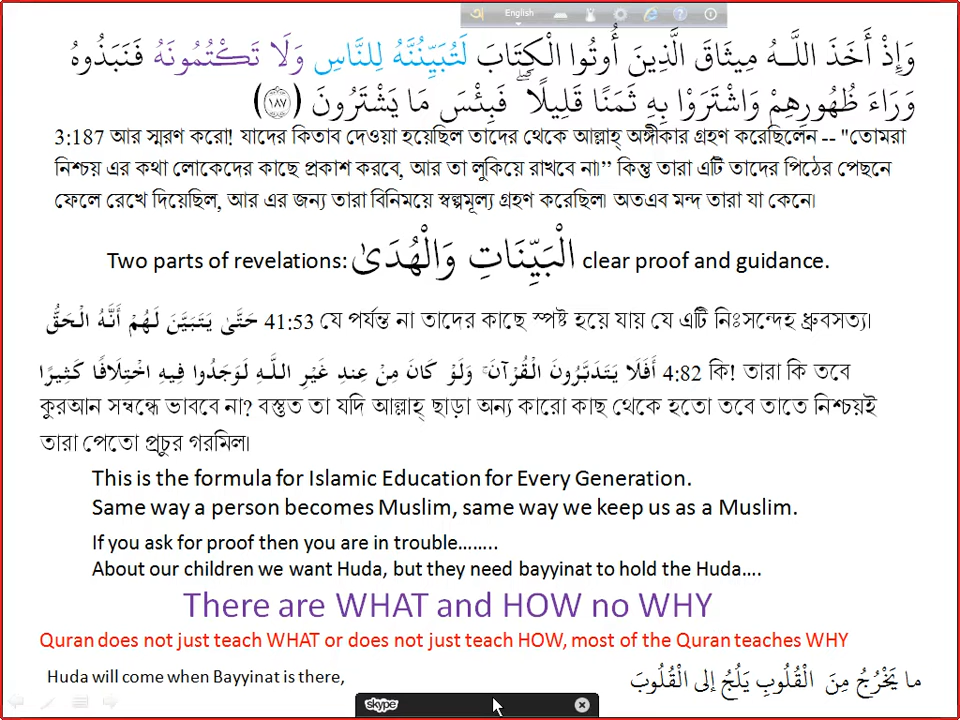 English
وَإِذْ أَخَذَ اللَّـهُ مِيثَاقَ الَّذِينَ أُوتُوا الْكِتَابَ لَتُبَيِّنُنَّهُ لِلنَّاسِ وَلَا تَكْتُمُونَهُ فَنَبَذُوهُ
وَرَاءَ ظُهُورِهِمْ وَاشْتَرَوْا بِهِ ثَمَنًا قَلِيلًا ۖ فَبِئْسَ مَا يَشْتَرُونَ ﴿١٨٧﴾
3:187 আর স্মরণ করো! যাদের কিতাব দেওয়া হয়েছিল তাদের থেকে আল্লাহ্ অঙ্গীকার গ্রহণ করেছিলেন -- "তোমরা
নিশ্চয় এর কথা লোকেদের কাছে প্রকাশ করবে, আর তা লুকিয়ে রাখবে না।’’ কিন্তু তারা এটি তাদের পিঠের পেছনে
ফেলে রেখে দিয়েছিল, আর এর জন্য তারা বিনিময়ে স্বল্পমূল্য গ্রহণ করেছিল। অতএব মন্দ তারা যা কেনে।
Two parts of revelations: الْبَيِّنَاتِ وَالْهُدَىٰ clear proof and guidance.
حَتَّىٰ يَتَبَيَّنَ لَهُمْ أَنَّهُ الْحَقُّ 41:53 যে পর্যন্ত না তাদের কাছে স্পষ্ট হয়ে যায় যে এটি নিঃসন্দেহ ধ্রুবসত্য।
أَفَلَا يَتَدَبَّرُونَ الْقُرْآنَ ۚ وَلَوْ كَانَ مِنْ عِندِ غَيْرِ اللَّـهِ لَوَجَدُوا فِيهِ اخْتِلَافًا كَثِيرًا 4:82 কি! তারা কি তবে
কুরআন সম্বন্ধে ভাববে না? বস্তুত তা যদি আল্লাহ্ ছাড়া অন্য কারো কাছ থেকে হতো তবে তাতে নিশ্চয়ই
তারা পেতো প্রচুর গরমিল।
This is the formula for Islamic Education for Every Generation.
Same way a person becomes Muslim, same way we keep us as a Muslim.
If you ask for proof then you are in trouble........
About our children we want Huda, but they need bayyinat to hold the Huda....
There are WHAT and HOW no WHY
Quran does not just teach WHAT or does not just teach HOW, most of the Quran teaches WHY
Huda will come when Bayyinat is there,
ما يَخْرُجُ مِنَ الْقُلُوبِ يَلُجُ إلى الْقُلُوبَ
skype